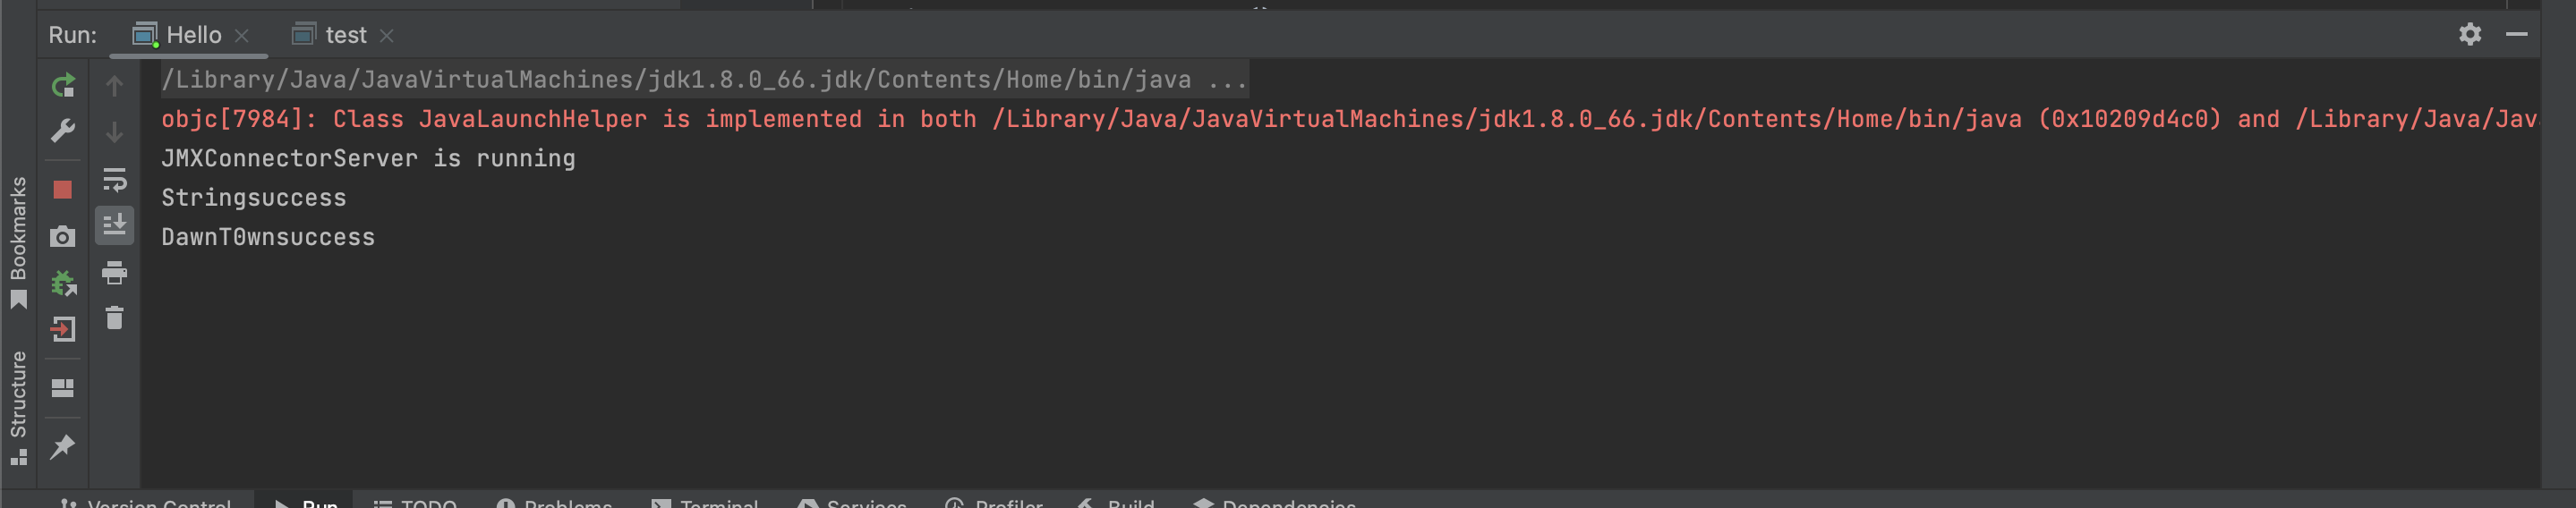 Run: Hello test
/Library/Java/JavaVirtualMachines/jdk1.8.0_66.jdk/Contents/Home/bin/java ...
objc[7984]: Class JavaLaunchHelper is implemented in both /Library/Java/JavaVirtualMachines/jdk1.8.0_66.jdk/Contents/Home/bin/java (0x10209d4c0) and /Library/Java/Jav
JMXConnectorServer is running
Stringsuccess
DawnT0wnsuccess
Bookmarks
Structure
Version Control Run TODO Problems Terminal Services Profiler Build Dependencies